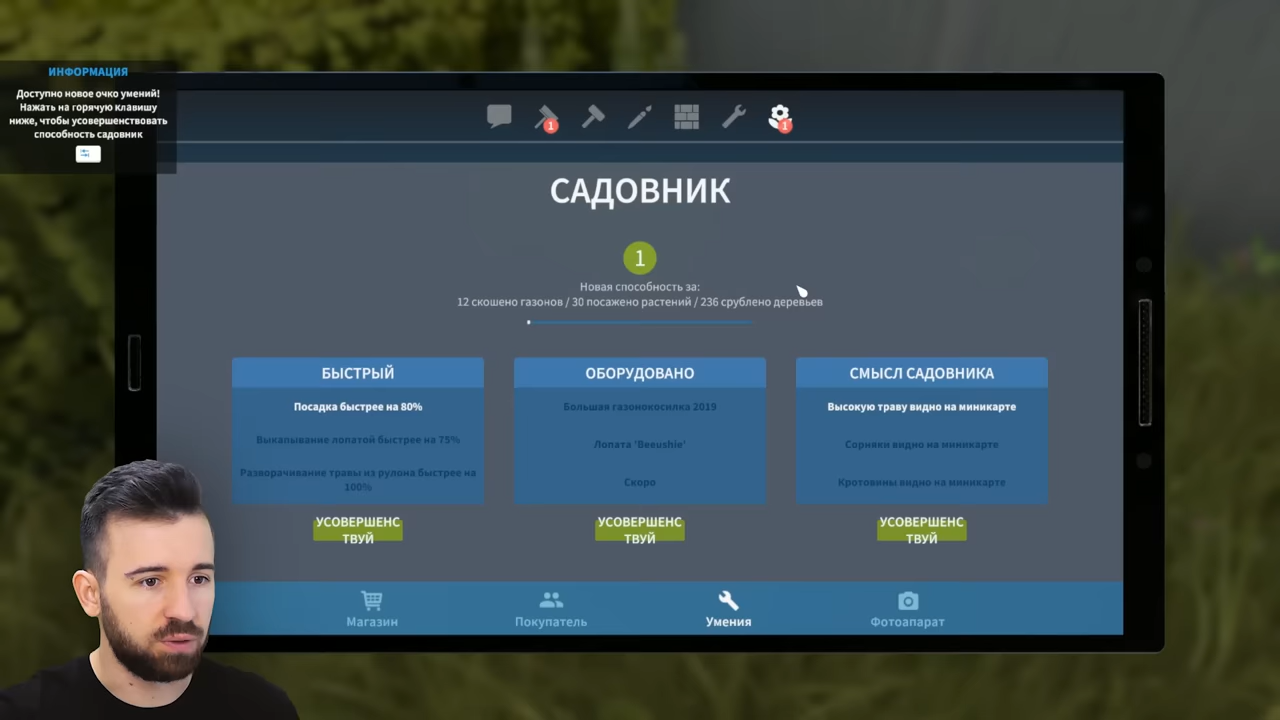 ИНФОРМАЦИЯ
Доступно новое очко умений!
Нажать на горячую клавишу
ниже, чтобы усовершенствовать
способность садовник
1
1
САДОВНИК
1
Новая способность за:
12 скошено газонов / 30 посажено растений / 236 срублено деревьев
БЫСТРЫЙ
Посадка быстрее на 80%
Выкапывание лопатой быстрее на 75%
Разворачивание травы из рулона быстрее на
100%
УСОВЕРШЕНС
ТВУЙ
ОБОРУДОВАНО
Большая газонокосилка 2019
Лопата 'Beeushie'
Скоро
УСОВЕРШЕНС
ТВУЙ
СМЫСЛ САДОВНИКА
Высокую траву видно на миникарте
Сорняки видно на миникарте
Кротовины видно на миникарте
УСОВЕРШЕНС
ТВУЙ
Магазин
Покупатель
Умения
Фотоапарат